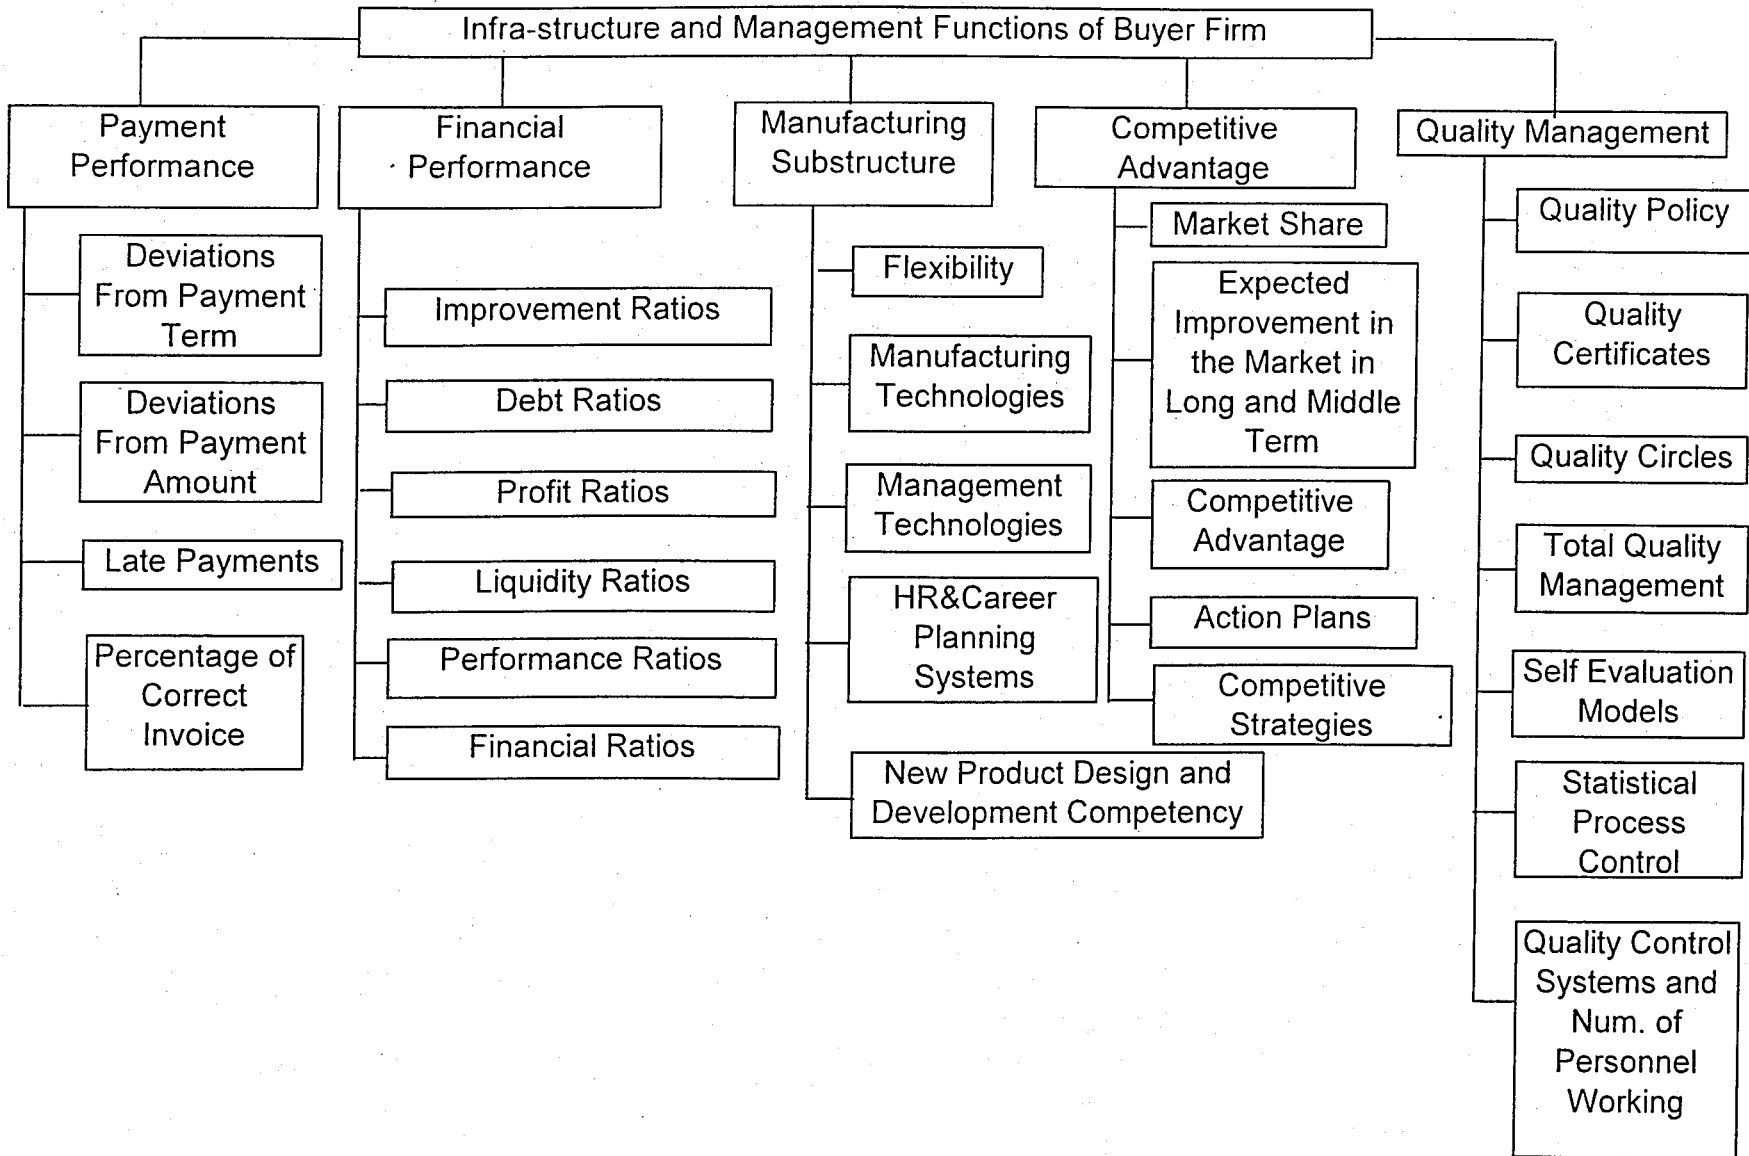 Infra-structure and Management Functions of Buyer Firm
Payment
Performance
Deviations
From Payment
Term
Deviations
From Payment
Amount
Late Payments
Percentage of
Correct
Invoice
Financial
Performance
Improvement Ratios
Debt Ratios
Profit Ratios
Liquidity Ratios
Performance Ratios
Financial Ratios
Manufacturing
Substructure
Flexibility
Manufacturing
Technologies
Management
Technologies
HR&Career
Planning
Systems
New Product Design and
Development Competency
Competitive
Advantage
Market Share
Expected
Improvement in
the Market in
Long and Middle
Term
Competitive
Advantage
Action Plans
Competitive
Strategies
Quality Management
Quality Policy
Quality
Certificates
Quality Circles
Total Quality
Management
Self Evaluation
Models
Statistical
Process
Control
Quality Control
Systems and
Num. of
Personnel
Working